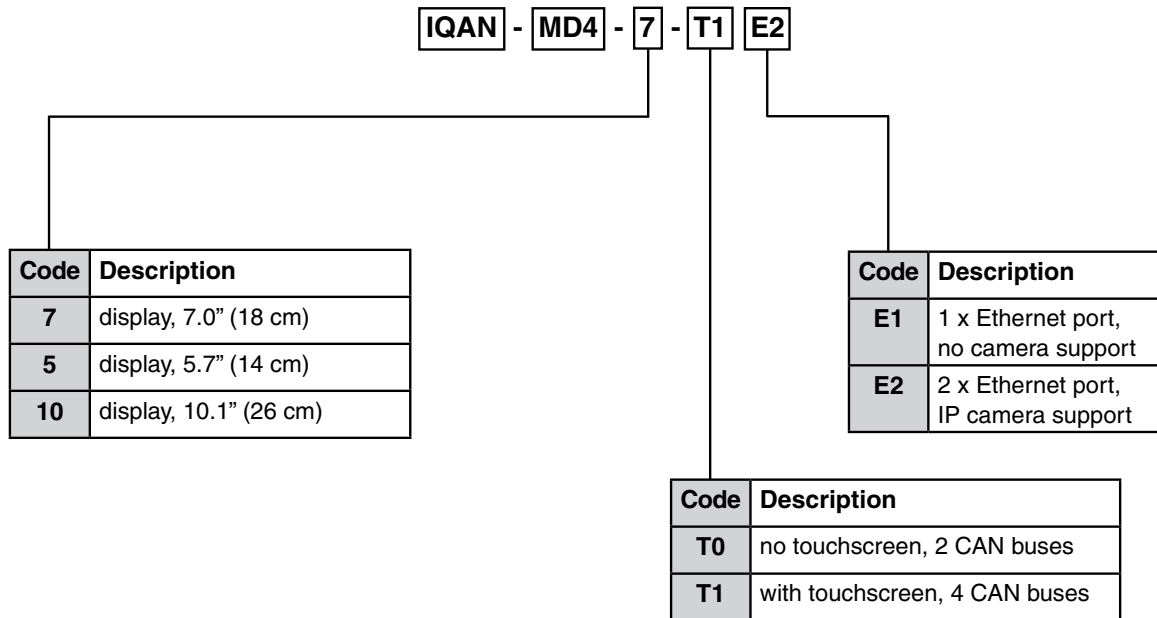 IQAN - MD4 - 7 - T1 E2
Code Description
7 display, 7.0” (18 cm)
5 display, 5.7” (14 cm)
10 display, 10.1” (26 cm)
Code Description
E1 1 x Ethernet port,
no camera support
E2 2 x Ethernet port,
IP camera support
Code Description
T0 no touchscreen, 2 CAN buses
T1 with touchscreen, 4 CAN buses